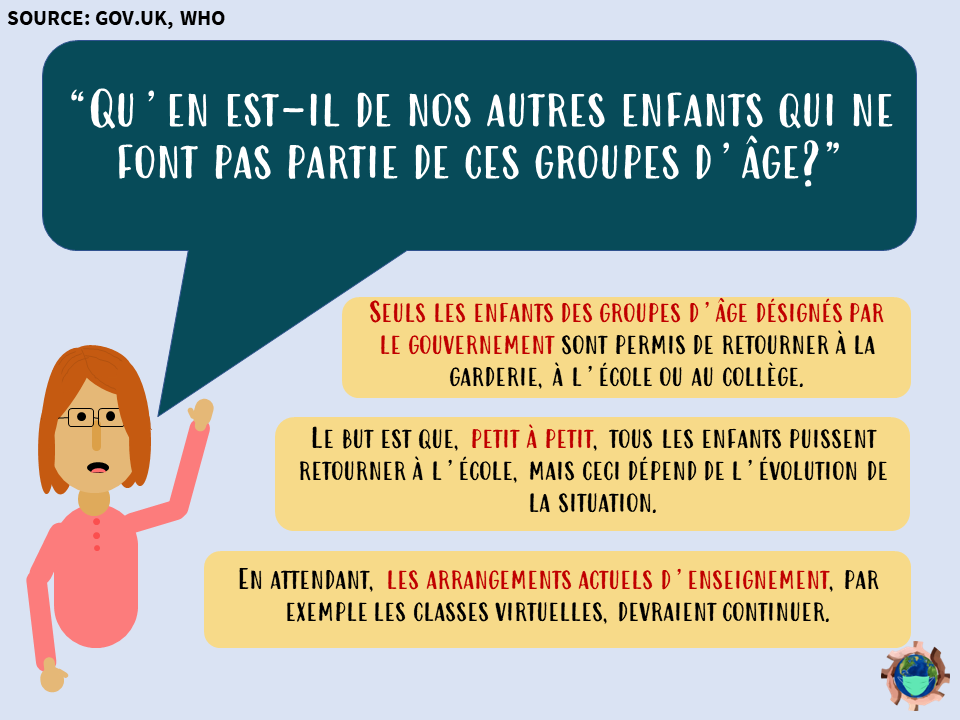 SOURCE: GOV.UK, WHO
“Qu’en est-il de nos autres enfants qui ne
font pas partie de ces groupes d’âge?”
Seuls les enfants des groupes d’âge désignés par
le gouvernement sont permis de retourner à la
garderie, à l’école ou au collège.
Le but est que, petit à petit, tous les enfants puissent
retourner à l’école, mais ceci dépend de l’évolution de
la situation.
En attendant, les arrangements actuels d’enseignement, par
exemple les classes virtuelles, devraient continuer.